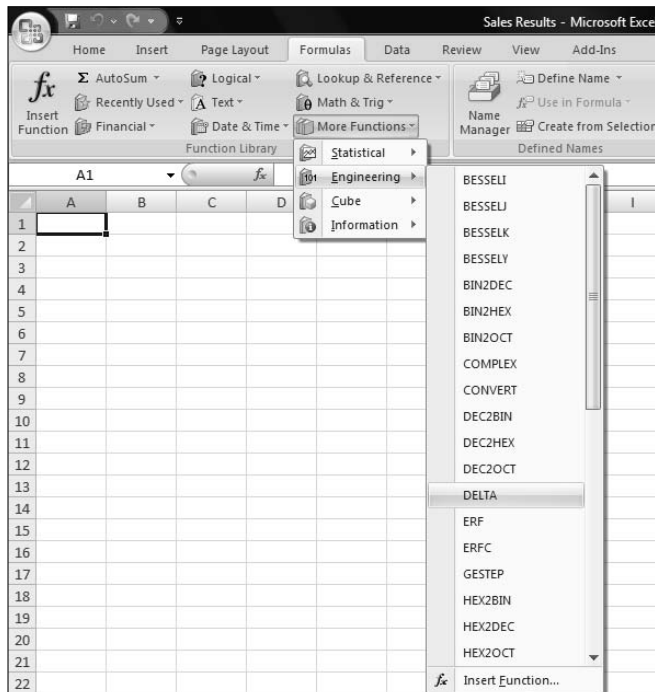 Sales Results - Microsoft Exce
Home Insert Page Layout Formulas Data Review View Add-Ins
fx Insert Function
Σ AutoSum
Recently Used
Financial
Logical
Text
Date & Time
Lookup & Reference
Math & Trig
More Functions
Function Library
Name Manager
Define Name
Use in Formula
Create from Selection
Defined Names
A1 fx
Statistical
Engineering
Cube
Information
A B C D I
1
2
3
4
5
6
7
8
9
10
11
12
13
14
15
16
17
18
19
20
21
22
BESSELI
BESSELJ
BESSELK
BESSELY
BIN2DEC
BIN2HEX
BIN2OCT
COMPLEX
CONVERT
DEC2BIN
DEC2HEX
DEC2OCT
DELTA
ERF
ERFC
GESTEP
HEX2BIN
HEX2DEC
HEX2OCT
fx Insert Function...